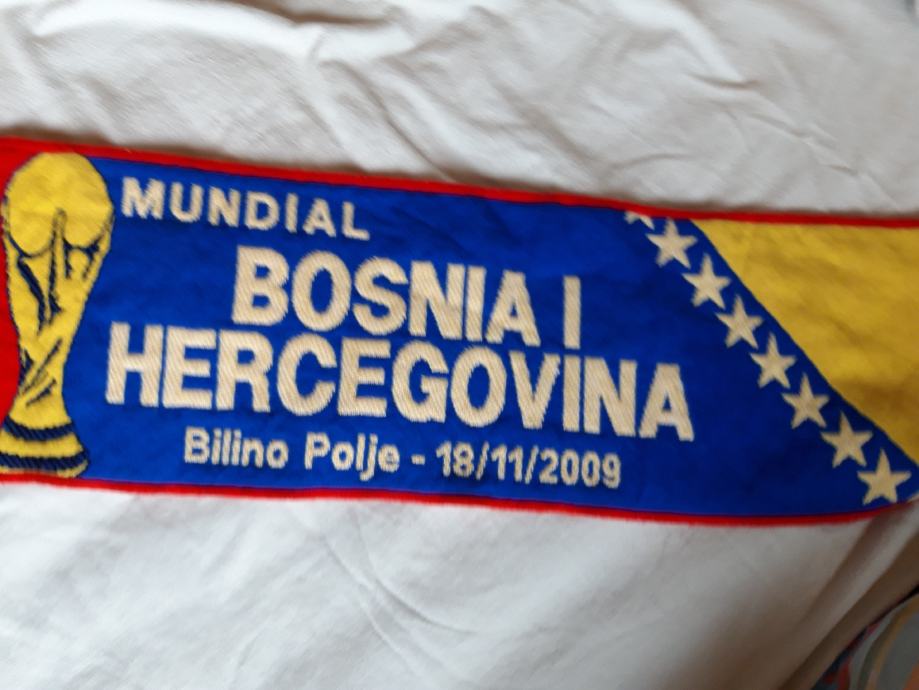 MUNDIAL
BOSNIA I
HERCEGOVINA
Bilino Polje - 18/11/2009